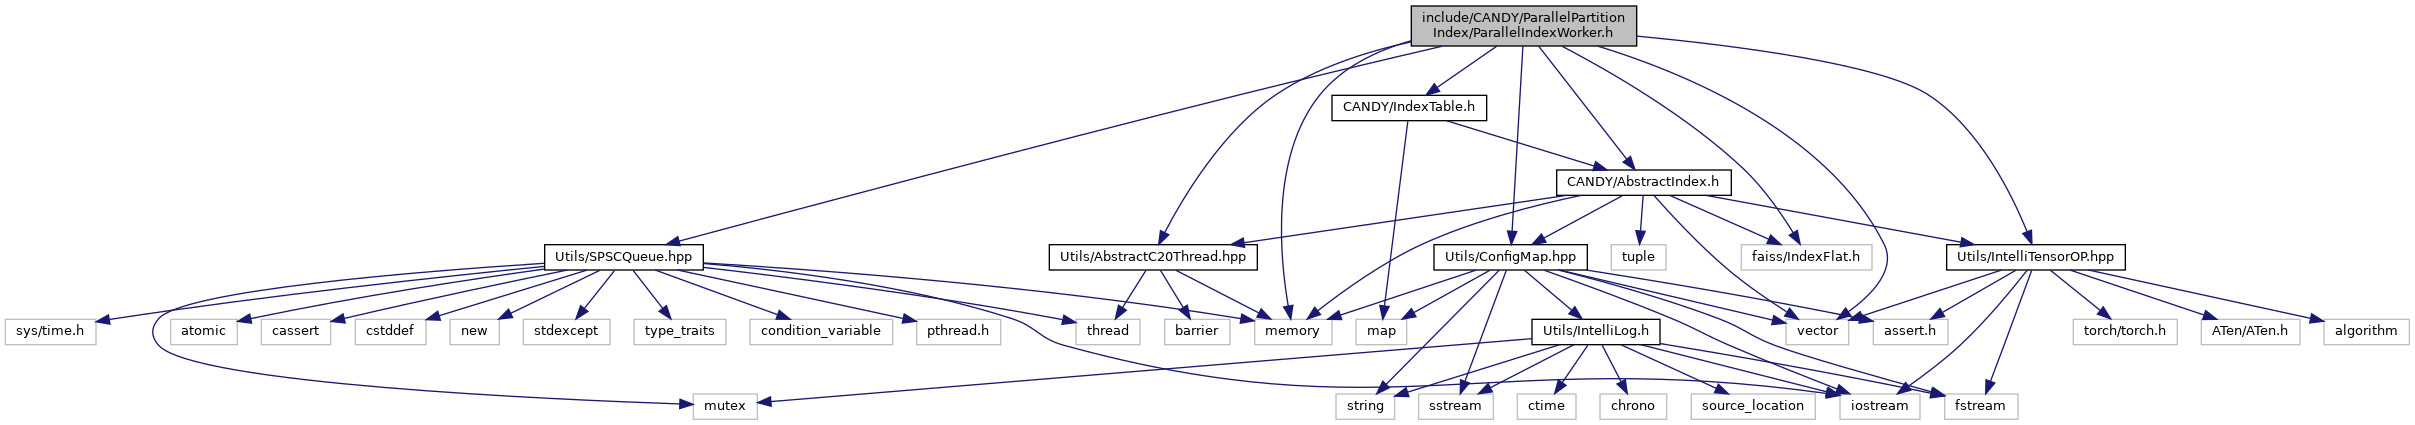 include/CANDY/ParallelPartition
Index/ParallelIndexWorker.h
CANDY/IndexTable.h
CANDY/AbstractIndex.h
Utils/SPSCQueue.hpp
Utils/AbstractC20Thread.hpp
Utils/ConfigMap.hpp
tuple
faiss/IndexFlat.h
Utils/IntelliTensorOP.hpp
sys/time.h
atomic
cassert
cstddef
new
stdexcept
type_traits
condition_variable
pthread.h
thread
barrier
memory
map
Utils/IntelliLog.h
vector
assert.h
torch/torch.h
ATen/ATen.h
algorithm
mutex
string
sstream
ctime
chrono
source_location
iostream
fstream